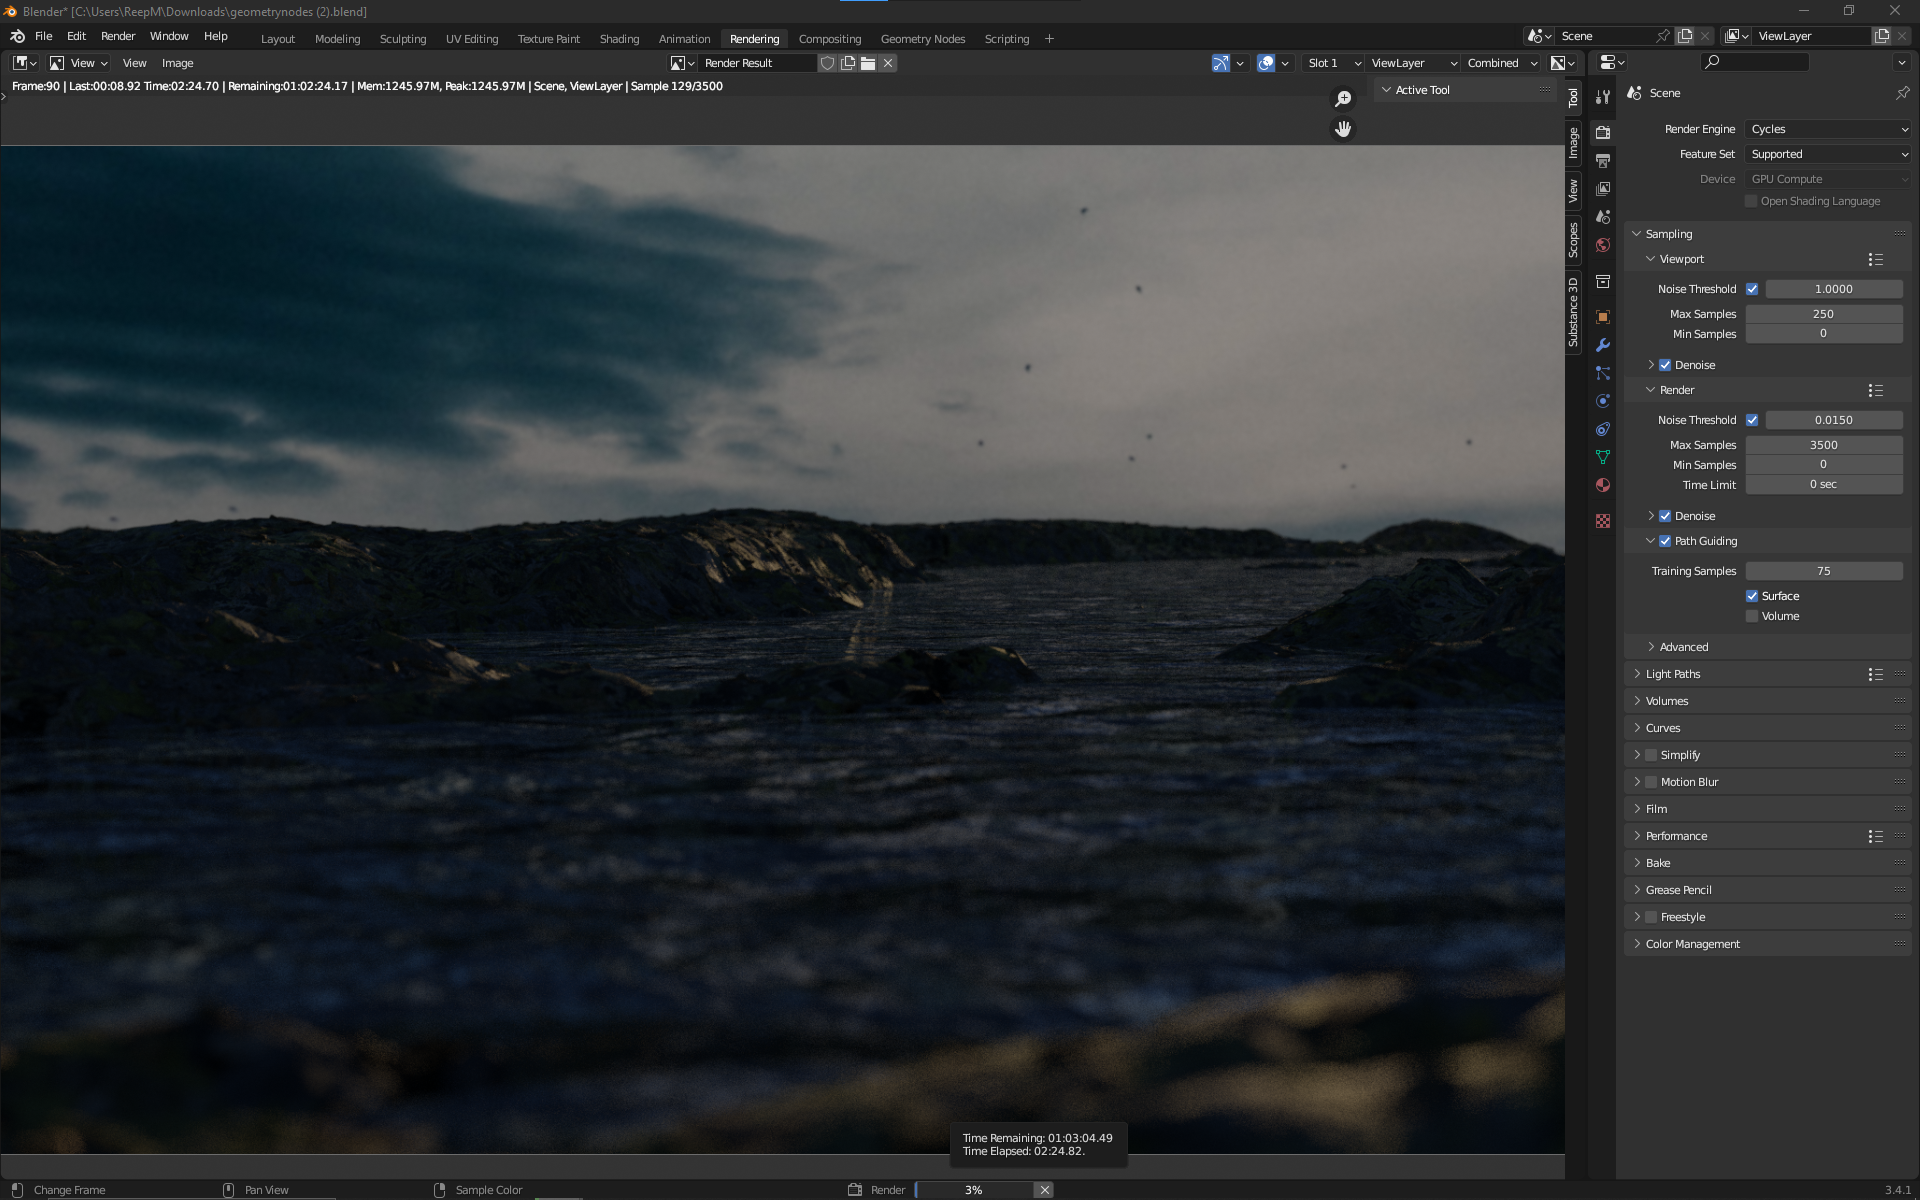 Blender* [C:\Users\ReepM\Downloads\geometrynodes (2).blend]
File Edit Render Window Help Layout Modeling Sculpting UV Editing Texture Paint Shading Animation Rendering Compositing Geometry Nodes Scripting + Scene ViewLayer
View View Image Render Result Slot 1 ViewLayer Combined
Frame:90 | Last:00:08.92 Time:02:24.70 | Remaining:01:02:24.17 | Mem:1245.97M, Peak:1245.97M | Scene, ViewLayer | Sample 129/3500
Active Tool
Tool
Image
View
Scopes
Substance 3D
Scene
Render Engine Cycles
Feature Set Supported
Device GPU Compute
Open Shading Language
Sampling
Viewport
Noise Threshold 1.0000
Max Samples 250
Min Samples 0
Denoise
Render
Noise Threshold 0.0150
Max Samples 3500
Min Samples 0
Time Limit 0 sec
Denoise
Path Guiding
Training Samples 75
Surface
Volume
Advanced
Light Paths
Volumes
Curves
Simplify
Motion Blur
Film
Performance
Bake
Grease Pencil
Freestyle
Color Management
Time Remaining: 01:03:04.49
Time Elapsed: 02:24.82.
Change Frame Pan View Sample Color Render 3% 3.4.1